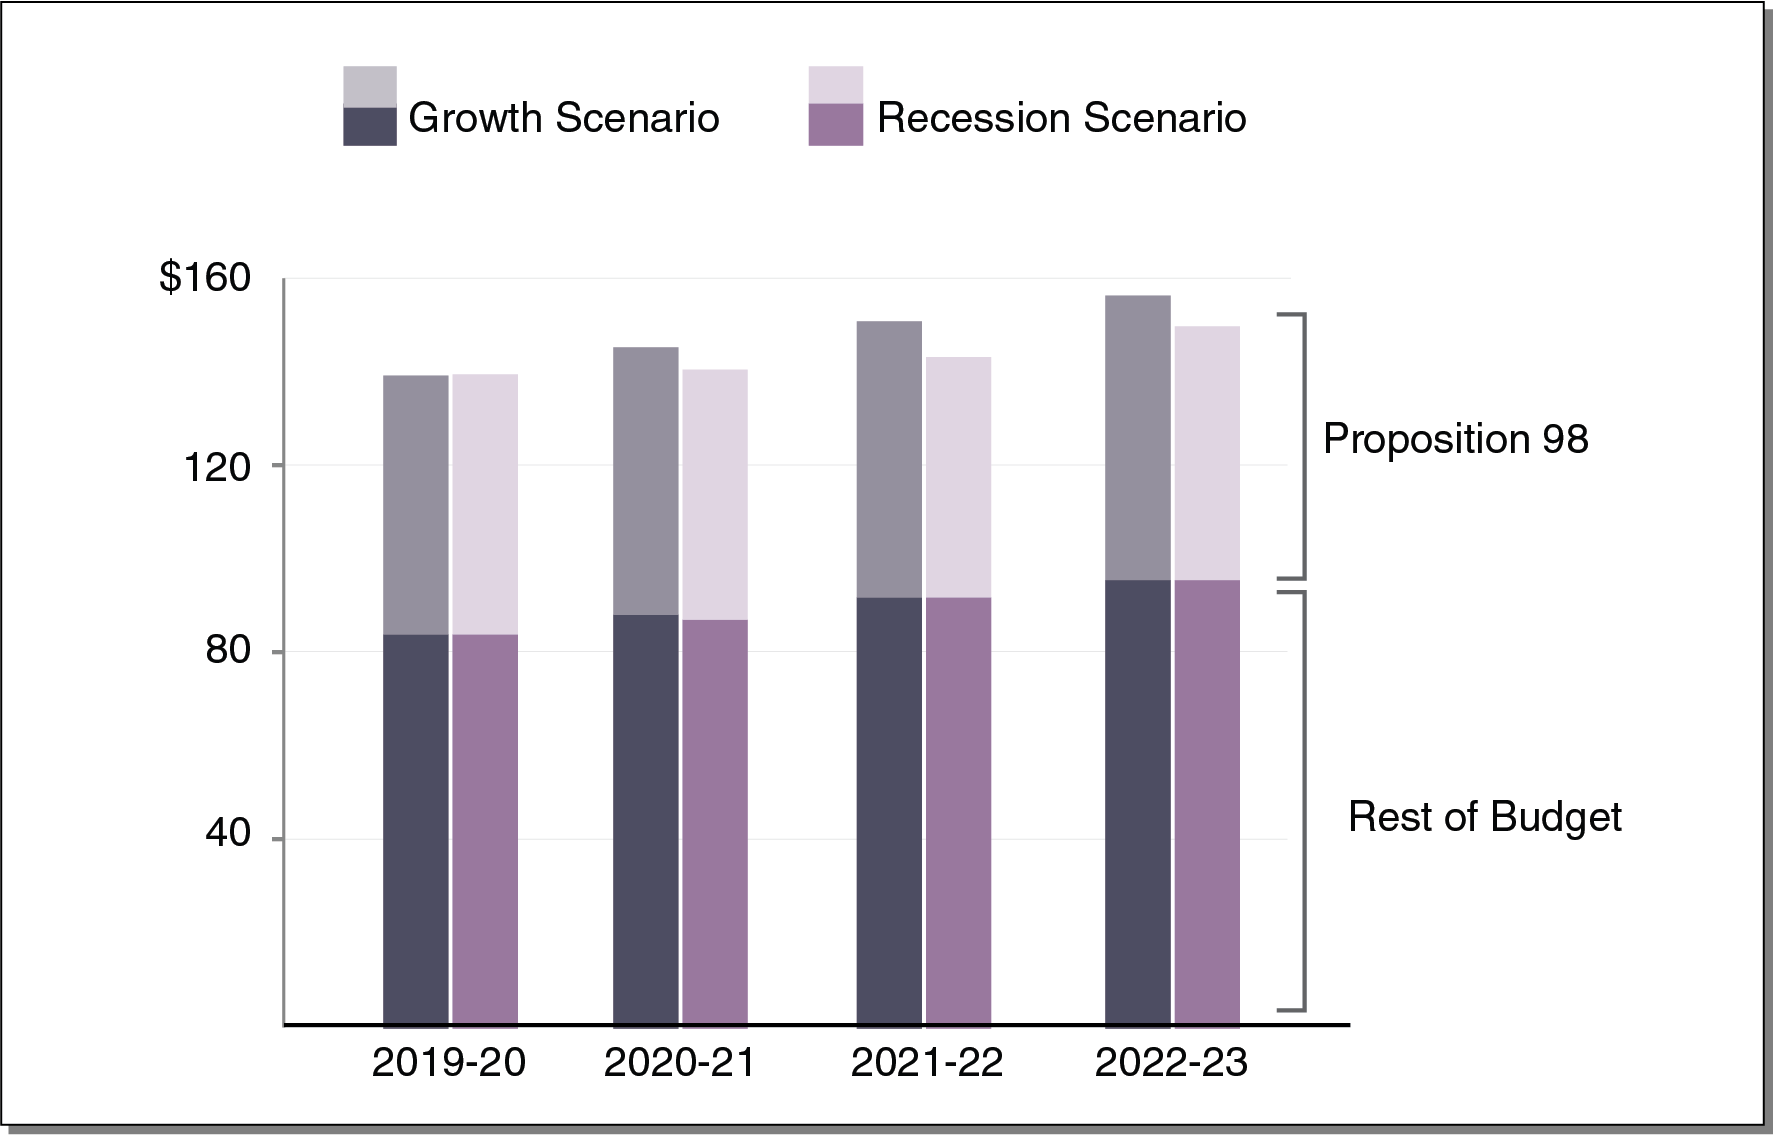 Growth Scenario
Recession Scenario
$160
120
80
40
Proposition 98
Rest of Budget
2019-20
2020-21
2021-22
2022-23